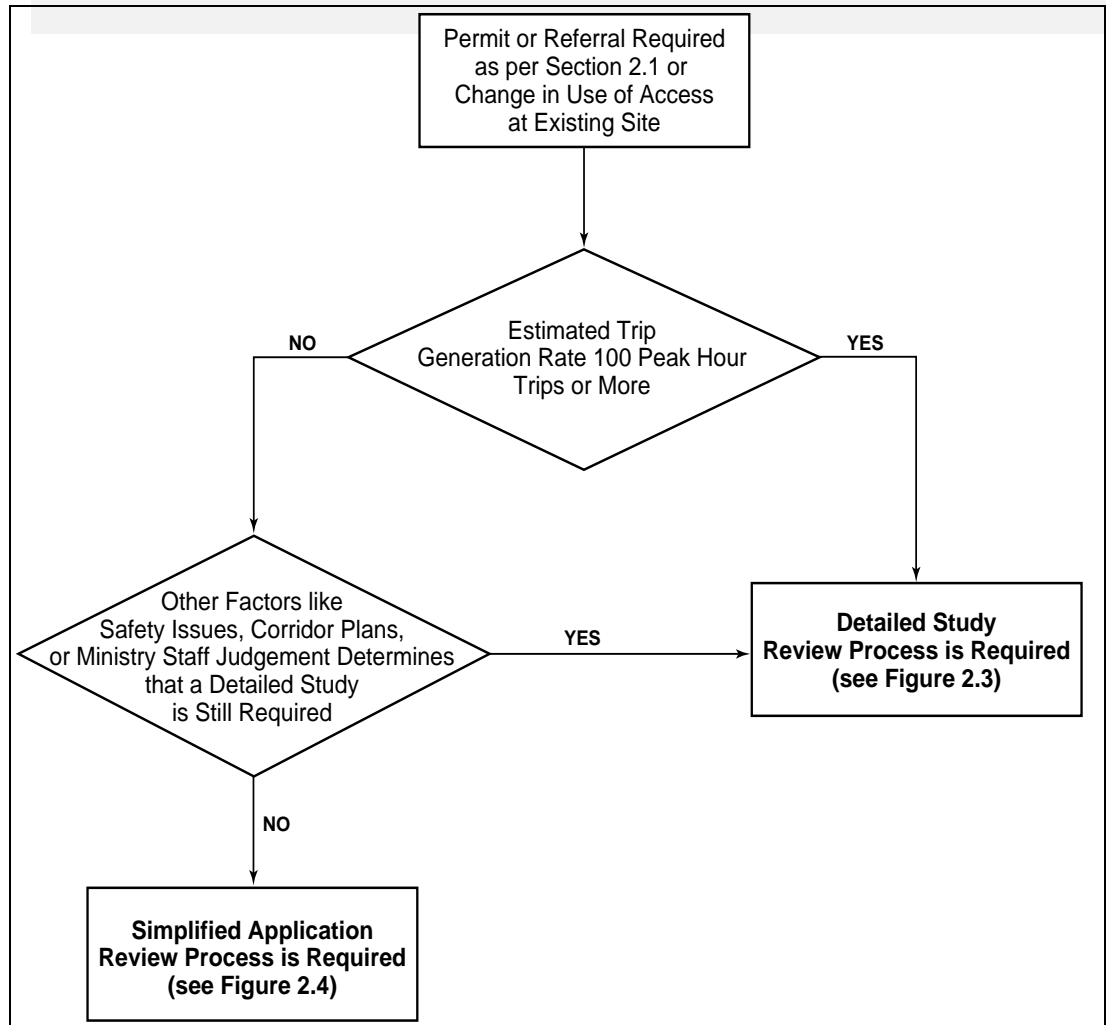 Permit or Referral Required
as per Section 2.1 or
Change in Use of Access
at Existing Site
Estimated Trip
Generation Rate 100 Peak Hour
Trips or More
NO
YES
Other Factors like
Safety Issues, Corridor Plans,
or Ministry Staff Judgement Determines
that a Detailed Study
is Still Required
YES
Detailed Study
Review Process is Required
(see Figure 2.3)
NO
Simplified Application
Review Process is Required
(see Figure 2.4)